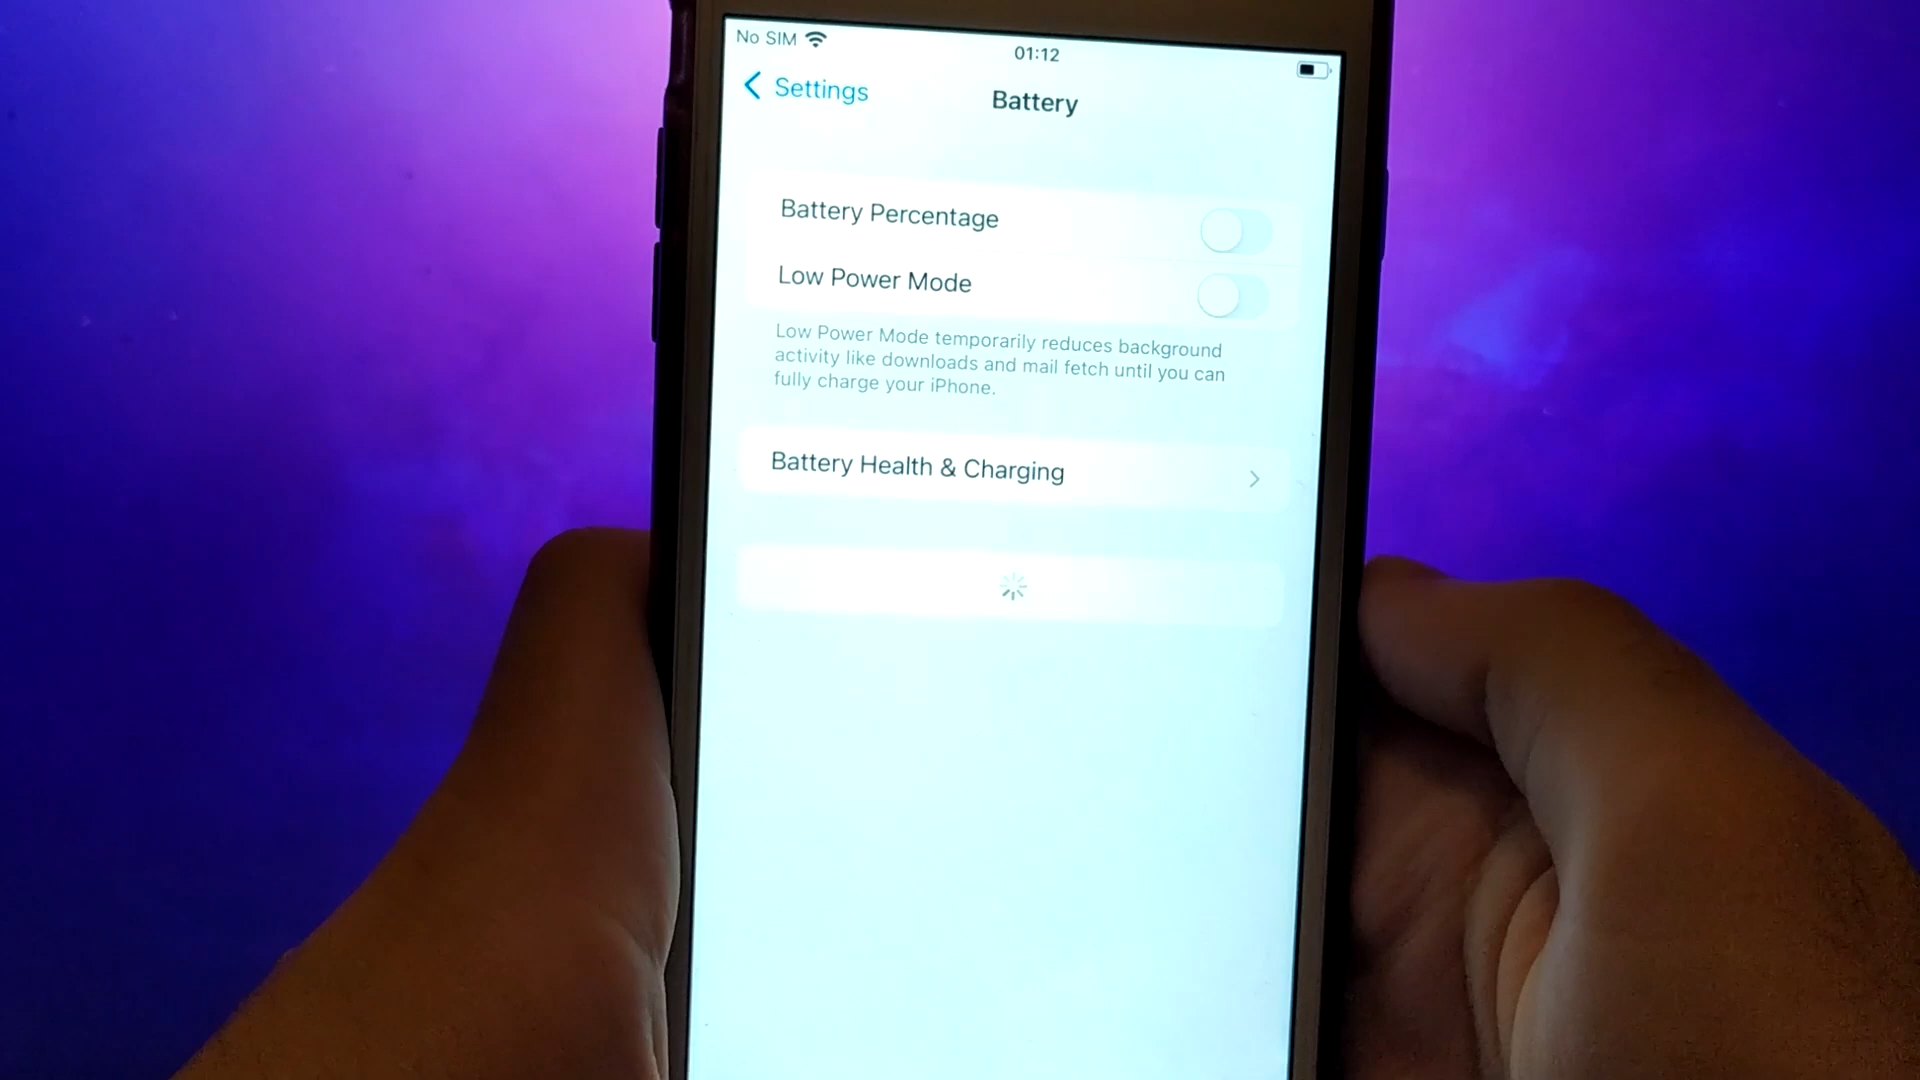 No SIM
01:12
Settings
Battery
Battery Percentage
Low Power Mode
Low Power Mode temporarily reduces background
activity like downloads and mail fetch until you can
fully charge your iPhone.
Battery Health & Charging